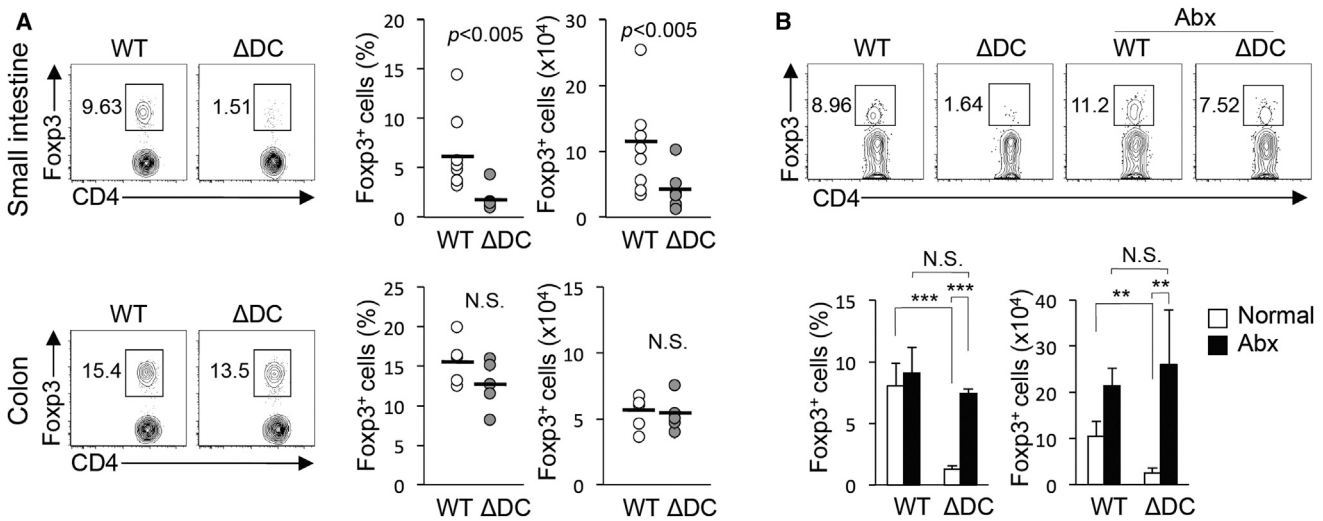 A
Small intestine
WT
ΔDC
Foxp3
9.63
1.51
CD4
Foxp3+ cells (%)
20
15
10
5
0
p<0.005
WT ΔDC
Foxp3+ cells (x10⁴)
30
20
10
0
p<0.005
WT ΔDC
Colon
WT
ΔDC
Foxp3
15.4
13.5
CD4
Foxp3+ cells (%)
25
20
15
10
5
0
N.S.
WT ΔDC
Foxp3+ cells (x10⁴)
15
10
5
0
N.S.
WT ΔDC
B
Abx
WT
ΔDC
WT
ΔDC
Foxp3
8.96
1.64
11.2
7.52
CD4
Foxp3+ cells (%)
15
10
5
0
N.S.
***
***
WT ΔDC
Foxp3+ cells (x10⁴)
40
30
20
10
0
N.S.
**
**
WT ΔDC
Normal
Abx